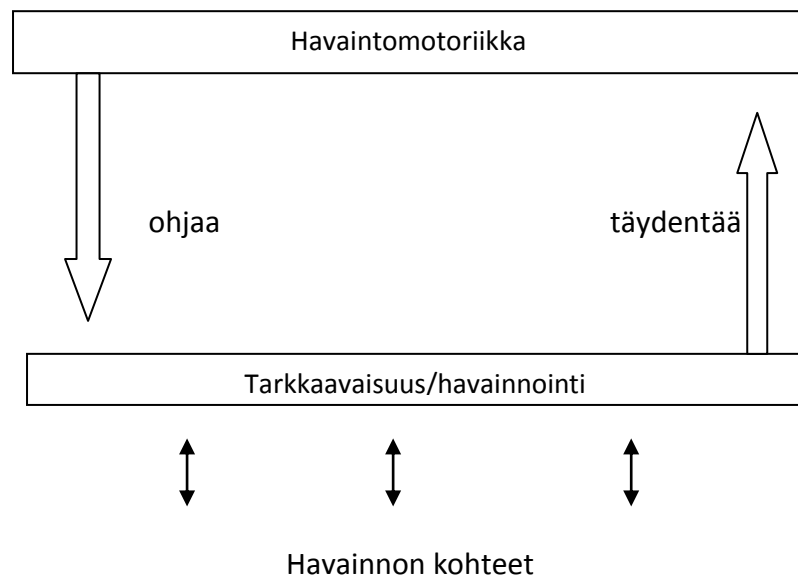 Havaintomotoriikka
ohjaa
täydentää
Tarkkaavaisuus/havainnointi
Havainnon kohteet